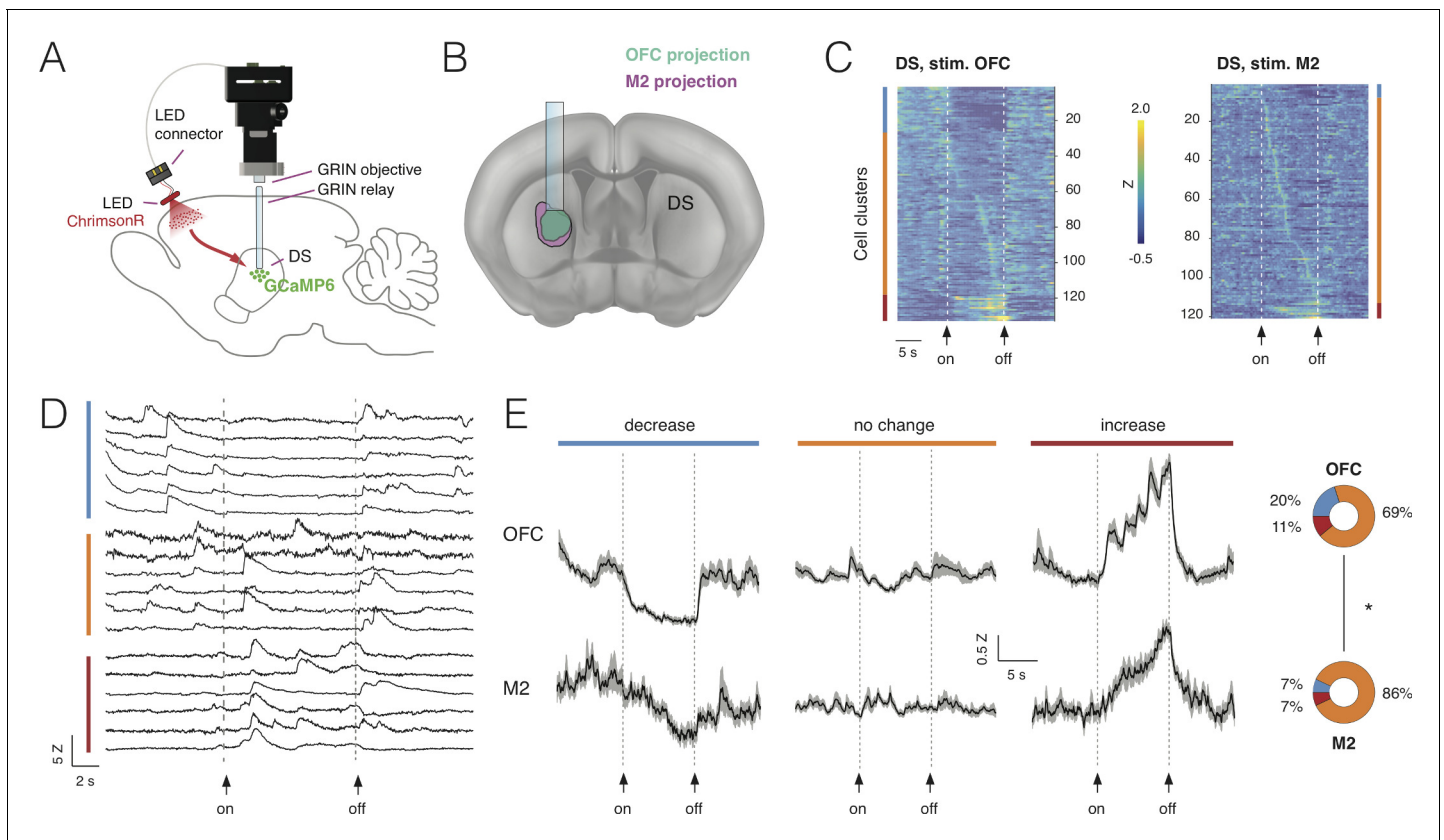 A
LED
connector
GRIN objective
GRIN relay
LED
ChrimsonR
DS
GCaMP6
B
OFC projection
M2 projection
DS
C
DS, stim. OFC
DS, stim. M2
Cell clusters
20
40
60
80
100
120
2.0
Z
-0.5
20
40
60
80
100
120
5 s
on
off
on
off
D
5 Z
2 s
on
off
E
decrease
no change
increase
OFC
M2
0.5 Z
5 s
on
off
on
off
on
off
OFC
20%
11%
69%
*
7%
7%
86%
M2